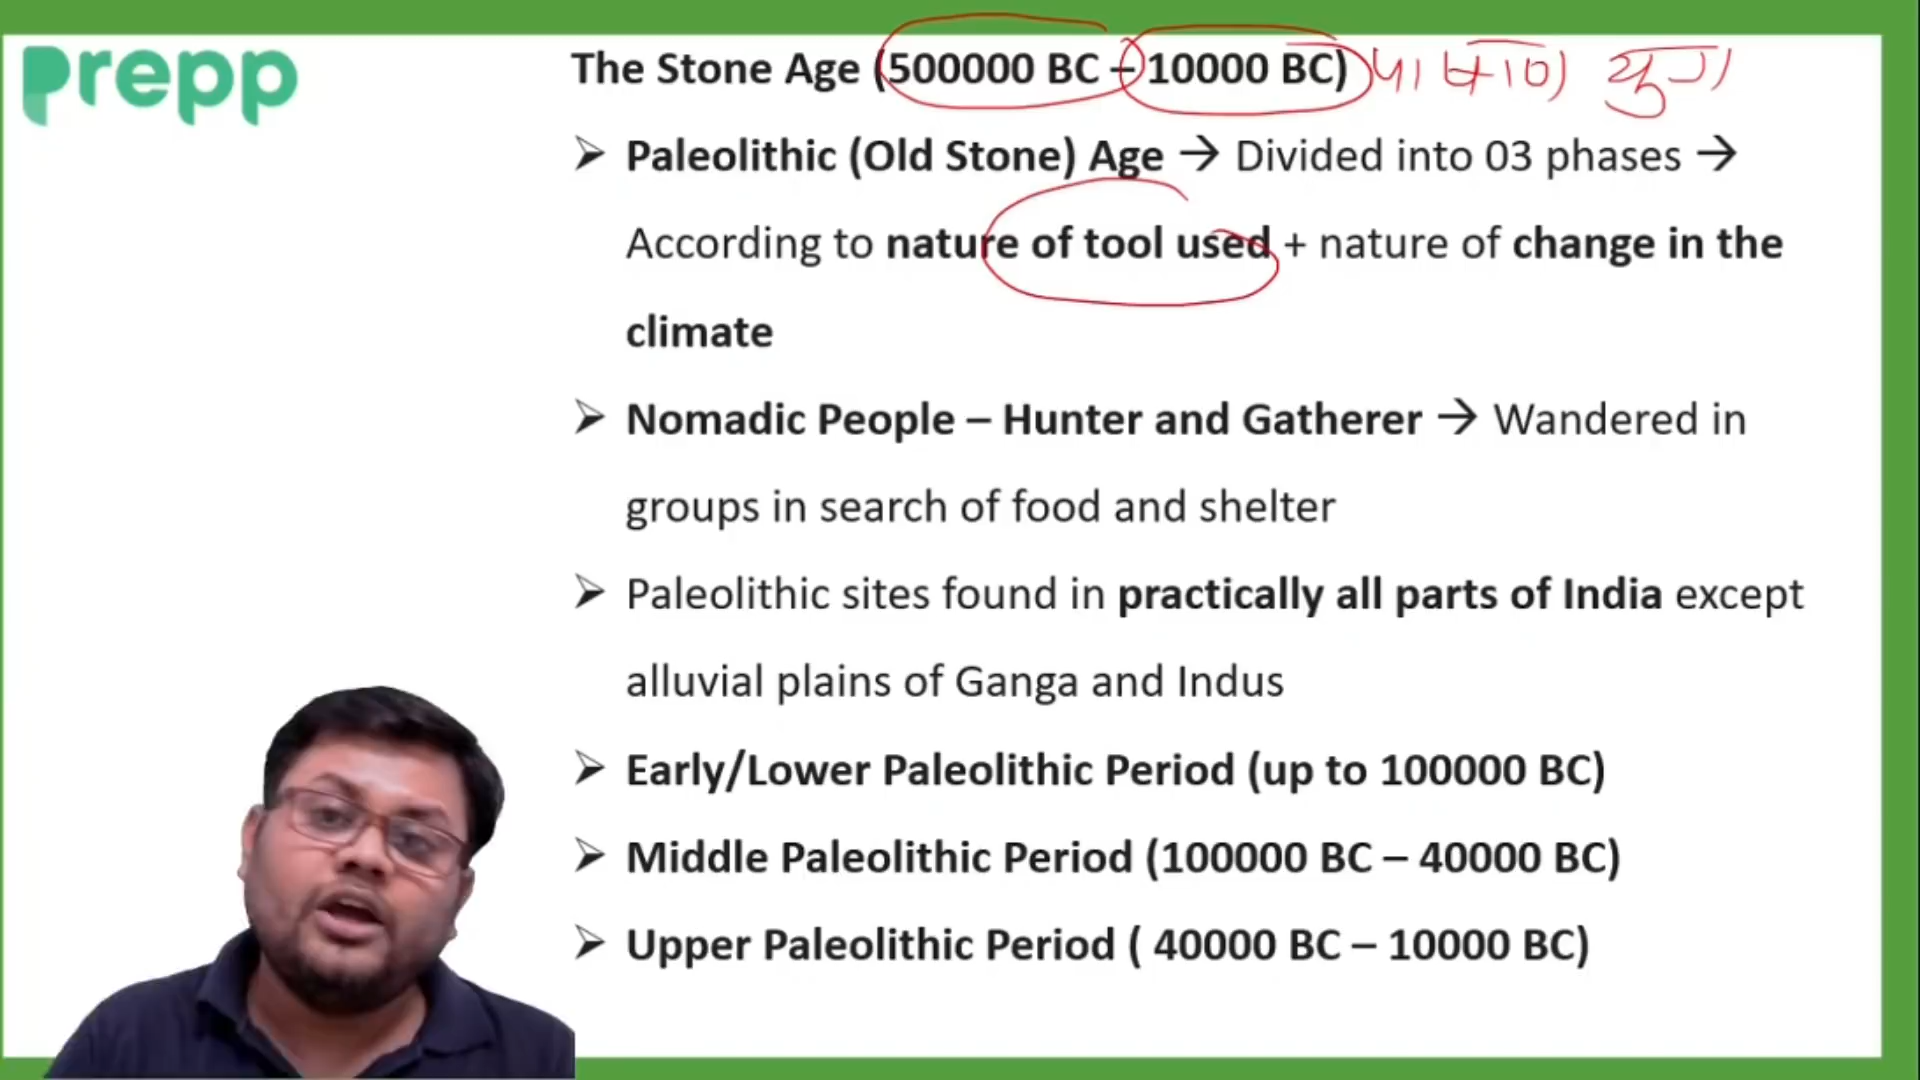 prepp
The Stone Age (500000 BC – 10000 BC) पाषाण युग
➢ Paleolithic (Old Stone) Age → Divided into 03 phases →
According to nature of tool used + nature of change in the
climate
➢ Nomadic People – Hunter and Gatherer → Wandered in
groups in search of food and shelter
➢ Paleolithic sites found in practically all parts of India except
alluvial plains of Ganga and Indus
➢ Early/Lower Paleolithic Period (up to 100000 BC)
➢ Middle Paleolithic Period (100000 BC – 40000 BC)
➢ Upper Paleolithic Period ( 40000 BC – 10000 BC)